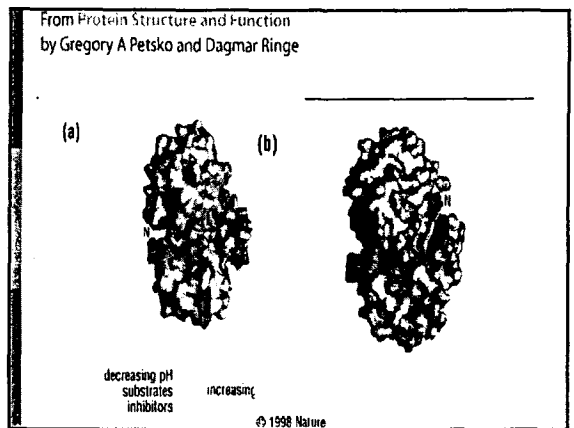 From Protein Structure and Function
by Gregory A Petsko and Dagmar Ringe
(a)
(b)
N
N
decreasing pH
substrates
inhibitors
increasing
© 1998 Nature